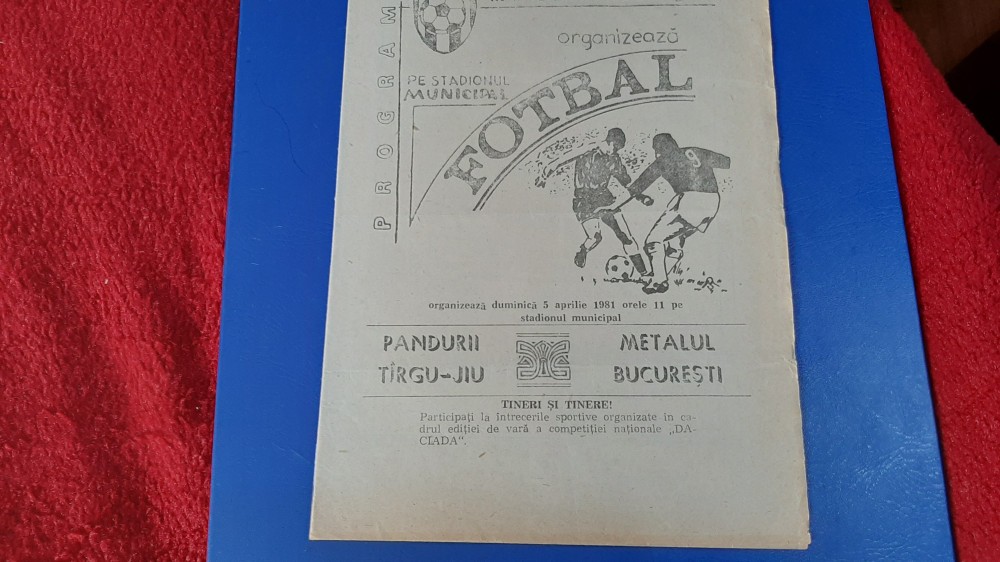 PROGRAM
organizează
PE STADIONUL
MUNICIPAL
FOTBAL
9
organizează duminică 5 aprilie 1981 orele 11 pe
stadionul municipal
PANDURII
TÎRGU-JIU
METALUL
BUCUREȘTI
TINERI ȘI TINERE!
Participați la întrecerile sportive organizate în ca-
drul ediției de vară a competiției naționale „DA-
CIADA".